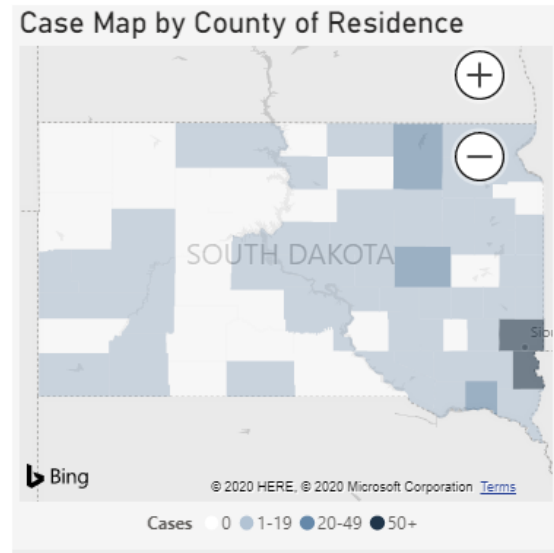 Case Map by County of Residence
SOUTH DAKOTA
Bing
© 2020 HERE, © 2020 Microsoft Corporation Terms
Cases 0 1-19 20-49 50+